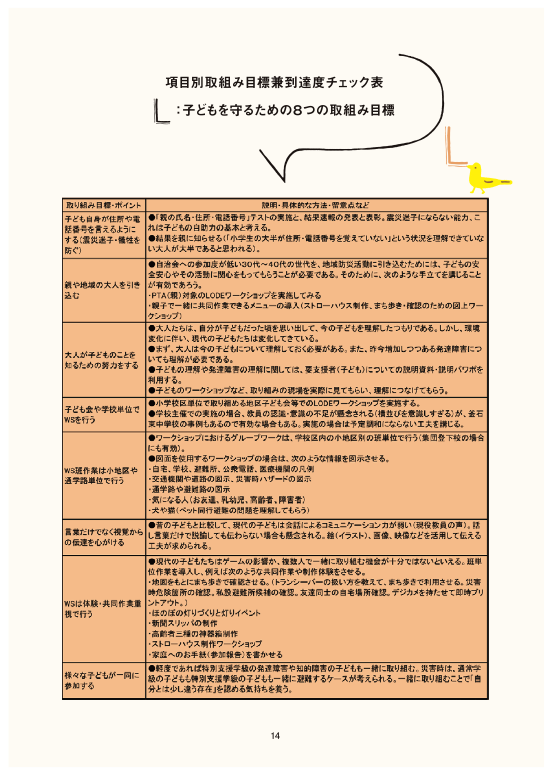 項目別取組み目標兼到達度チェック表
L ：子どもを守るための８つの取組み目標
取り組み目標・ポイント
説明・具体的な方法・留意点など
子ども自身が住所や電
話番号を言えるように
する(震災迷子・犠牲を
防ぐ)
●「親の氏名・住所・電話番号」テストの実施と、結果速報の発表と表彰。震災迷子にならない能力、こ
れは子どもの自助力の基本と考える。
●結果を親に知らせる(「小学生の大半が住所・電話番号を覚えていない」という状況を理解できていな
い大人が大半であると思われる)。
親や地域の大人を引き
込む
●自治会への参加度が低い30代～40代の世代を、地域防災活動に引き込むためには、子どもの安
全安心やその活動に関心をもってもらうことが必要である。そのために、次のような手立てを講じること
が有効であろう。
・PTA(親)対象のLODEワークショップを実施してみる
・親子で一緒に共同作業できるメニューの導入(ストローハウス制作、まち歩き・確認のための図上ワー
クショップ)
大人が子どものことを
知るための努力をする
●大人たちは、自分が子どもだった頃を思い出して、今の子どもを理解したつもりである。しかし、環境
変化に伴い、現代の子どもたちは変化してきている。
●まず、大人は今の子どもについて理解しておく必要がある。また、昨今増加しつつある発達障害につ
いても理解が必要である。
●子どもの理解や発達障害の理解に関しては、要支援者(子ども)についての説明資料・説明パワポを
利用する。
●子どものワークショップなど、取り組みの現場を実際に見てもらい、理解につなげてもらう。
子ども会や学校単位で
WSを行う
●小学校区単位で取り纏める地区子ども会等でのLODEワークショップを実施する。
●学校主催での実施の場合、教員の認識・意識の不足が懸念される(横並びを意識しすぎる)が、釜石
東中学校の事例もあるので有効な場合もある。実施の場合は予定調和にならない工夫を講じる。
WS班作業は小地区や
通学路単位で行う
●ワークショップにおけるグループワークは、学校区内の小地区別の班単位で行う(集団登下校の場合
にも有効)。
●図面を使用するワークショップの場合は、次のような情報を図示させる。
・自宅、学校、避難所、公衆電話、医療機関の凡例
・交通機関や道路の図示、災害時ハザードの図示
・通学路や避難路の図示
・気になる人(お友達、乳幼児、高齢者、障害者)
・犬や猫(ペット同行避難の問題を理解してもらう)
言葉だけでなく視覚から
の伝達を心がける
●昔の子どもと比較して、現代の子どもは会話によるコミュニケーション力が弱い(現役教員の声)。話
し言葉だけで説論しても伝わらない場合も懸念される。絵(イラスト)、画像、映像などを活用して伝える
工夫が求められる。
WSは体験・共同作業重
視で行う
●現代の子どもたちはゲームの影響か、複数人で一緒に取り組む機会が十分ではないといえる。班単
位作業を導入し、例えば次のような共同作業や制作体験をさせる。
・地図をもとにまち歩きで確認させる。(トランシーバーの扱い方を教えて、まち歩きで利用させる。災害
時危険箇所の確認。私設避難所候補の確認。友達同士の自宅場所確認。デジカメを持たせて即時プリ
ントアウト。)
・ほのぼの灯りづくりと灯りイベント
・新聞スリッパの制作
・高齢者三種の神器箱制作
・ストローハウス制作ワークショップ
・家庭へのお手紙(参加報告)を書かせる
様々な子どもが一同に
参加する
●軽度であれば特別支援学級の発達障害や知的障害の子どもも一緒に取り組む。災害時は、通常学
級の子どもも特別支援学級の子どもも一緒に避難するケースが考えられる。一緒に取り組むことで「自
分とは少し違う存在」を認める気持ちを養う。
L
14